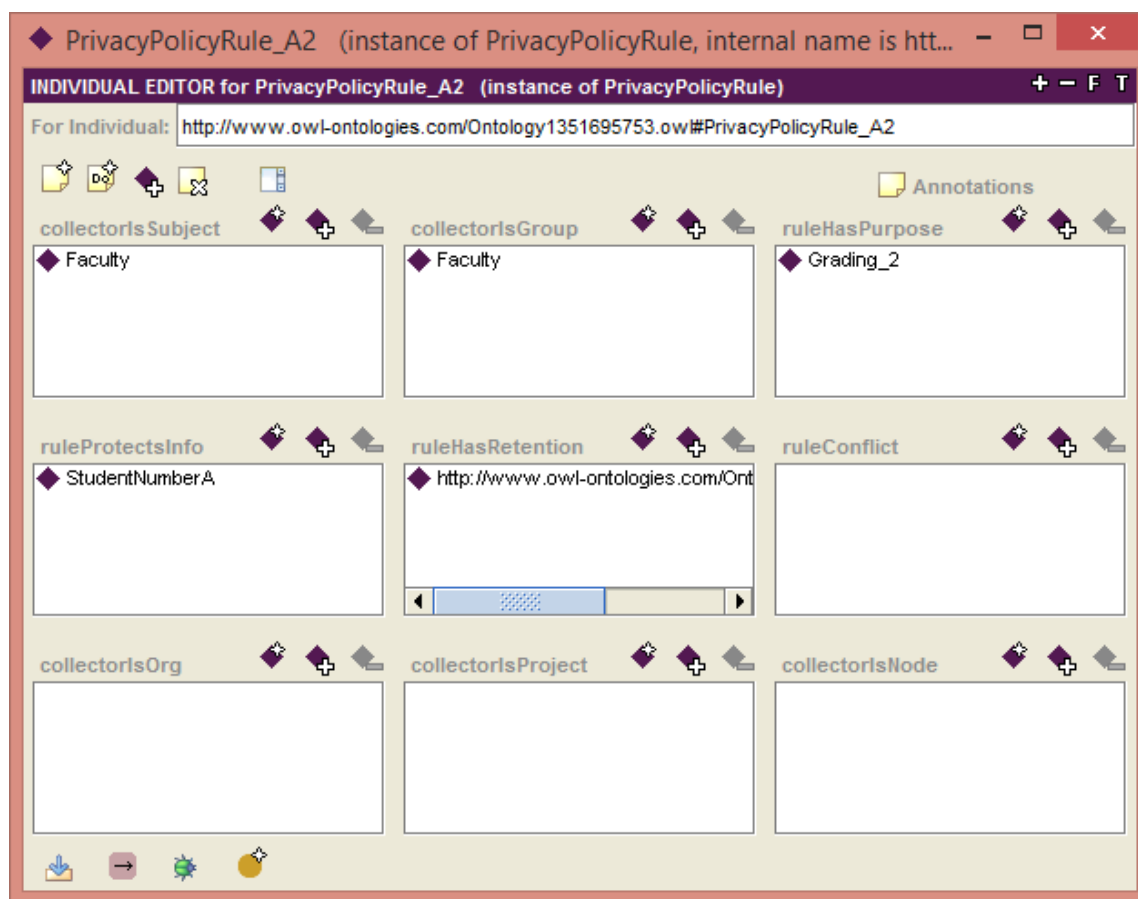 PrivacyPolicyRule_A2 (instance of PrivacyPolicyRule, internal name is htt...
INDIVIDUAL EDITOR for PrivacyPolicyRule_A2 (instance of PrivacyPolicyRule) + − F T
For Individual: http://www.owl-ontologies.com/Ontology1351695753.owl#PrivacyPolicyRule_A2
Annotations
collectorIsSubject collectorIsGroup ruleHasPurpose
Faculty Faculty Grading_2
ruleProtectsInfo ruleHasRetention ruleConflict
StudentNumberA http://www.owl-ontologies.com/Ont
collectorIsOrg collectorIsProject collectorIsNode